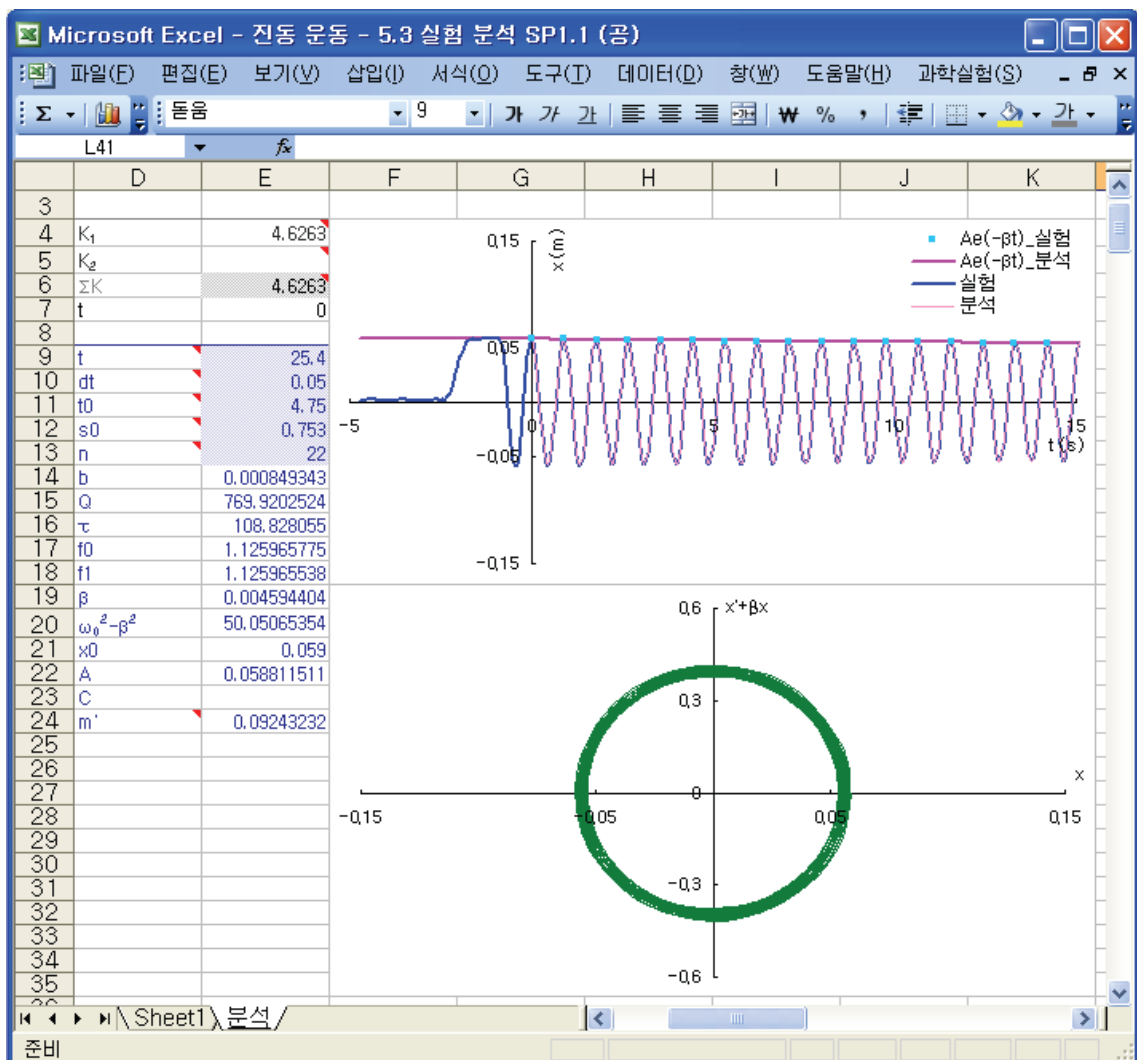 Microsoft Excel - 진동 운동 - 5.3 실험 분석 SP1.1 (공)
파일(F) 편집(E) 보기(V) 삽입(I) 서식(O) 도구(T) 데이터(D) 창(W) 도움말(H) 과학실험(S)
Σ 돋움 9 가 가 가 ₩ % , 가
L41 fx
D E F G H I J K
3
4 K₁ 4.6263
5 K₂
6 ΣK 4.6263
7 t 0
8
9 t 25.4
10 dt 0.05
11 t0 4.75
12 s0 0.753
13 n 22
14 b 0.000849343
15 Q 769.9202524
16 τ 108.828055
17 f0 1.125965775
18 f1 1.125965538
19 β 0.004594404
20 ω₀²-β² 50.05065354
21 x0 0.059
22 A 0.058811511
23 C
24 m' 0.09243232
25
26
27
28
29
30
31
32
33
34
35
x(m)
0.15
0.05
-0.05
-0.15
-5 0 5 10 15
t(s)
Ae(-βt)_실험
Ae(-βt)_분석
실험
분석
x'+βx
0.6
0.3
0
-0.3
-0.6
-0.15 -0.05 0.05 0.15
x
Sheet1 분석
준비